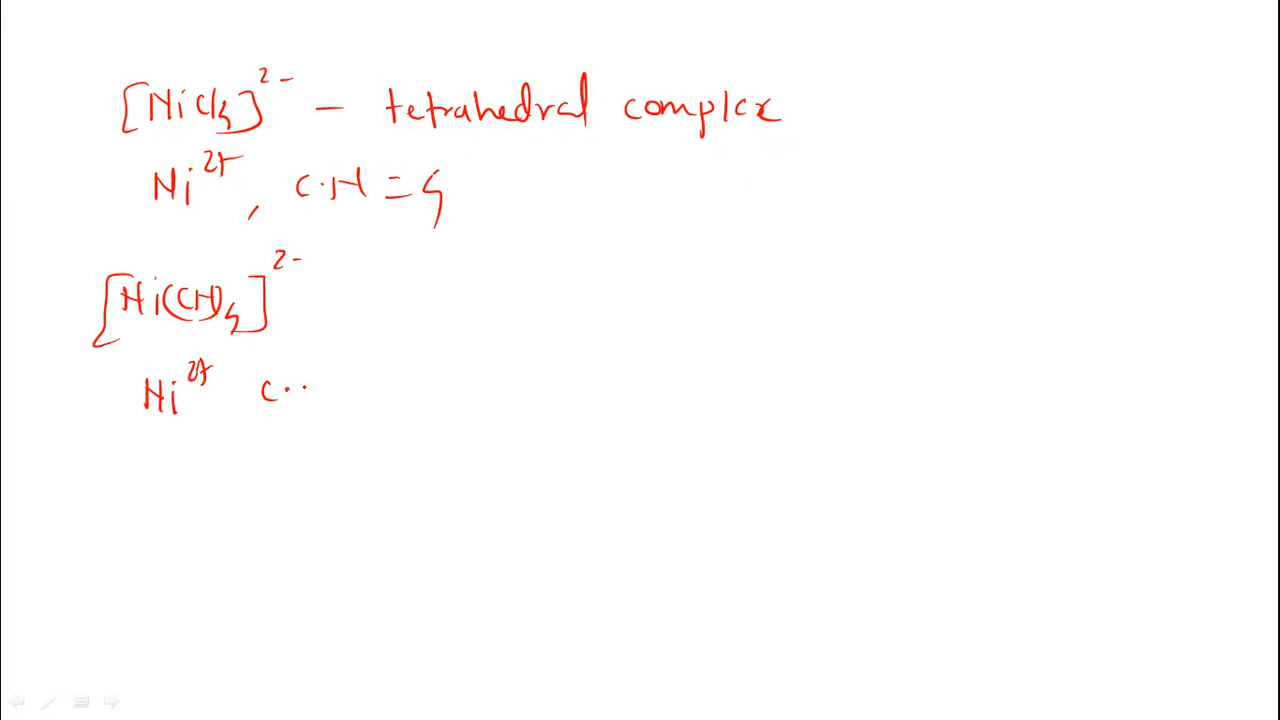 [NiCl4]2- – tetrahedral complex
Ni2+, C.N = 4
[Ni(CN)4]2-
Ni2+ C..